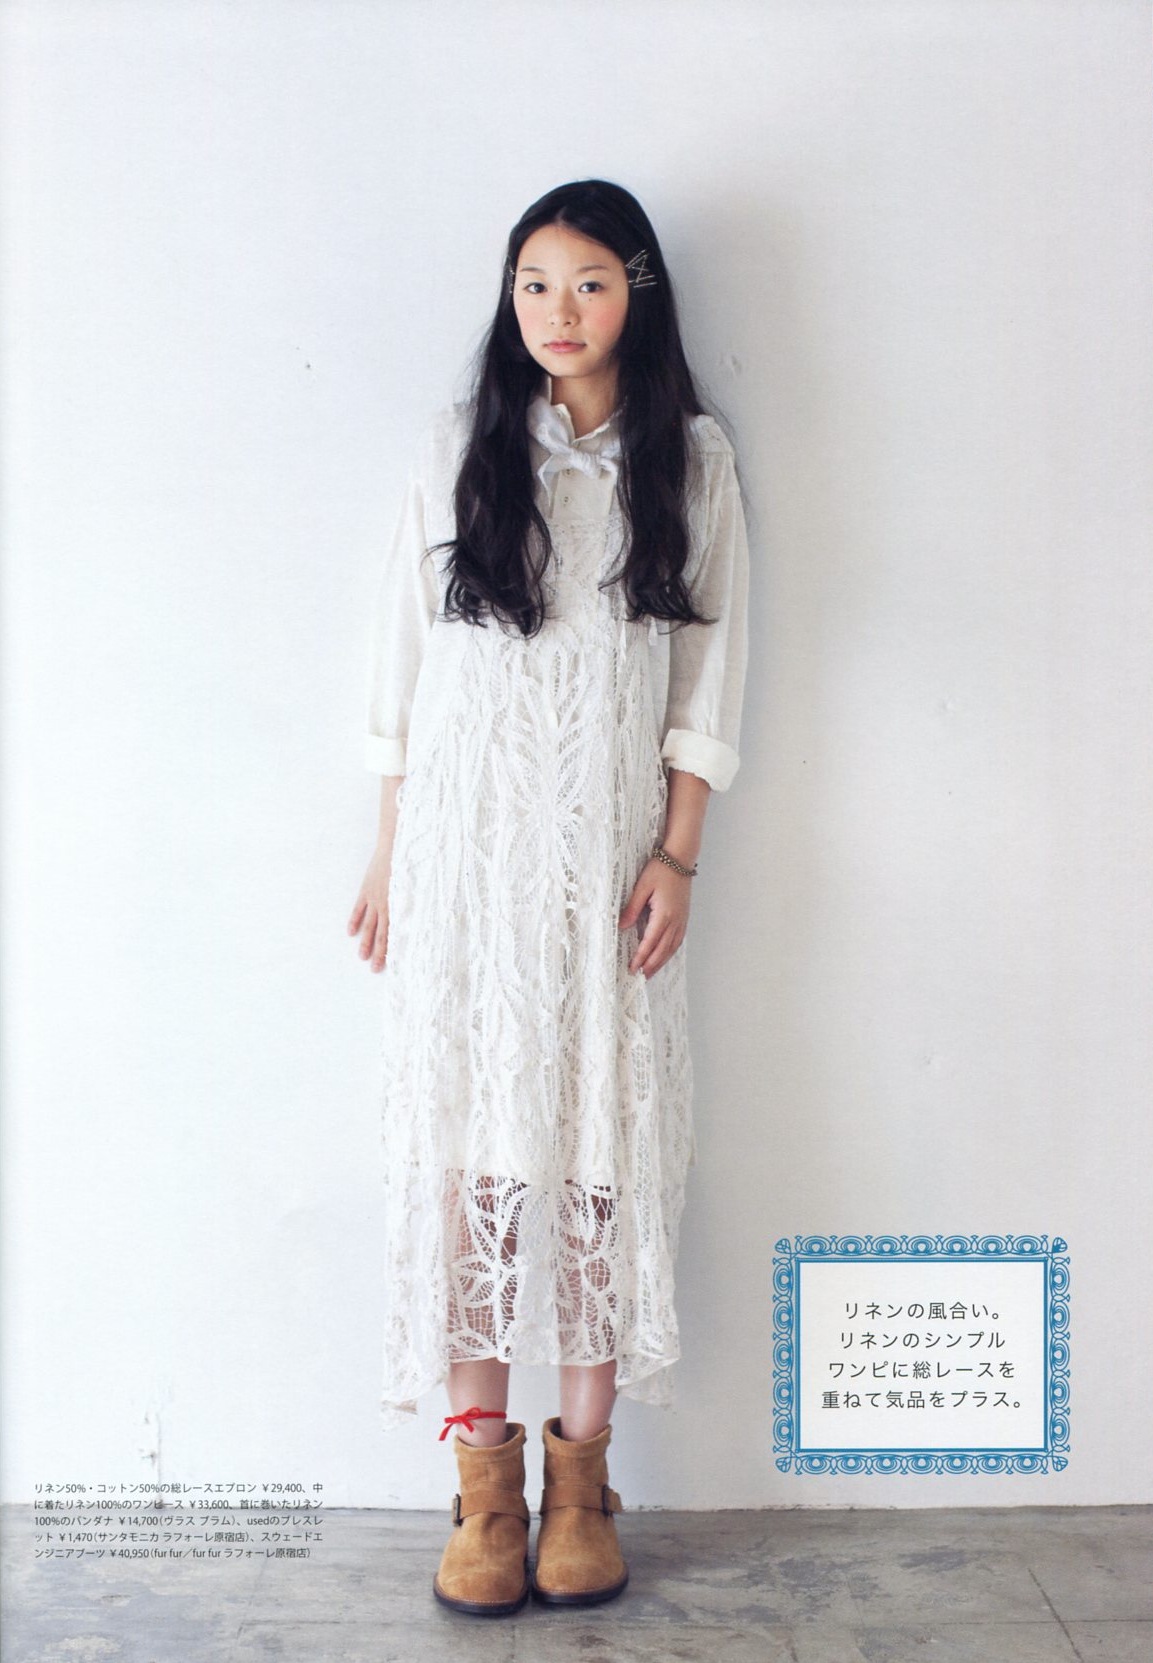 リネンの風合い。
リネンのシンプル
ワンピに総レースを
重ねて気品をプラス。
リネン50%・コットン50%の総レースエプロン ￥29,400、中
に着たリネン100%のワンピース ￥33,600、首に巻いたリネン
100%のバンダナ ￥14,700（ヴラス ブラム）、usedのブレスレ
ット ￥1,470（サンタモニカ ラフォーレ原宿店）、スウェードエ
ンジニアブーツ ￥40,950（fur fur／fur fur ラフォーレ原宿店）